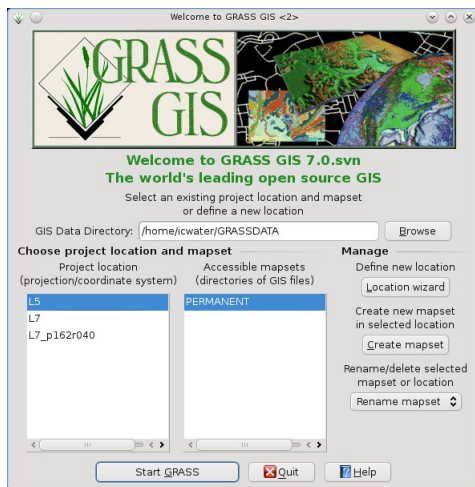 Welcome to GRASS GIS <2>
GRASS
GIS
Welcome to GRASS GIS 7.0.svn
The world's leading open source GIS
Select an existing project location and mapset
or define a new location
GIS Data Directory: /home/icwater/GRASSDATA Browse
Choose project location and mapset
Project location
(projection/coordinate system)
L5
L7
L7_p162r040
Accessible mapsets
(directories of GIS files)
PERMANENT
Manage
Define new location
Location wizard
Create new mapset
in selected location
Create mapset
Rename/delete selected
mapset or location
Rename mapset
Start GRASS Quit Help